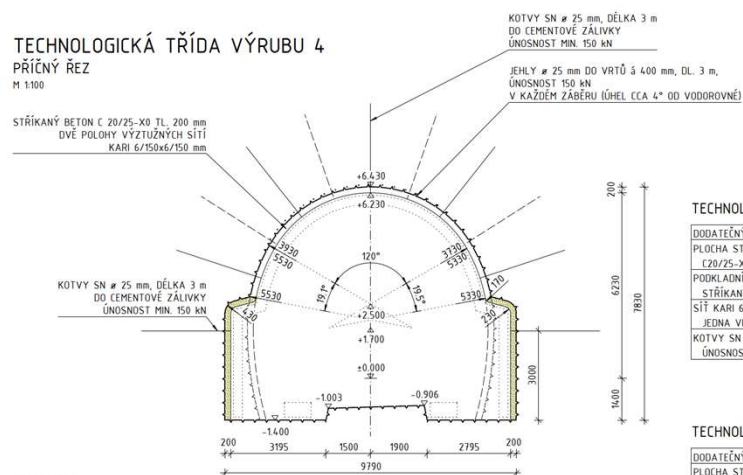 TECHNOLOGICKÁ TŘÍDA VÝRUBU 4
PŘÍČNÝ ŘEZ
M 1:100
KOTVY SN ø 25 mm, DÉLKA 3 m
DO CEMENTOVÉ ZÁLIVKY
ÚNOSNOST MIN. 150 kN
JEHLY ø 25 mm DO VRTŮ á 400 mm, DL. 3 m,
ÚNOSNOST 150 kN
V KAŽDÉM ZÁBĚRU (ÚHEL CCA 4° OD VODOROVNÉ)
STŘÍKANÝ BETON C 20/25-X0 TL. 200 mm
DVĚ POLOHY VÝZTUŽNÝCH SÍTÍ
KARI 6/150x6/150 mm
+6.430
+6.230
200
3930
5530
3730
5330
120°
19.1°
19.5°
170
6230
7830
KOTVY SN ø 25 mm, DÉLKA 3 m
DO CEMENTOVÉ ZÁLIVKY
ÚNOSNOST MIN. 150 kN
5530
5330
430
230
+2.500
+1.700
±0.000
3000
-1.003
-0.906
1400
-1.400
200
3195
1500
1900
2795
200
9790
TECHNOL
DODATEČNÝ
PLOCHA ST
C20/25-X
PODKLADNÍ
STŘÍKAN
SÍŤ KARI 6
JEDNA V
KOTVY SN
ÚNOSNOS
TECHNOL
DODATEČNÝ
PLOCHA ST